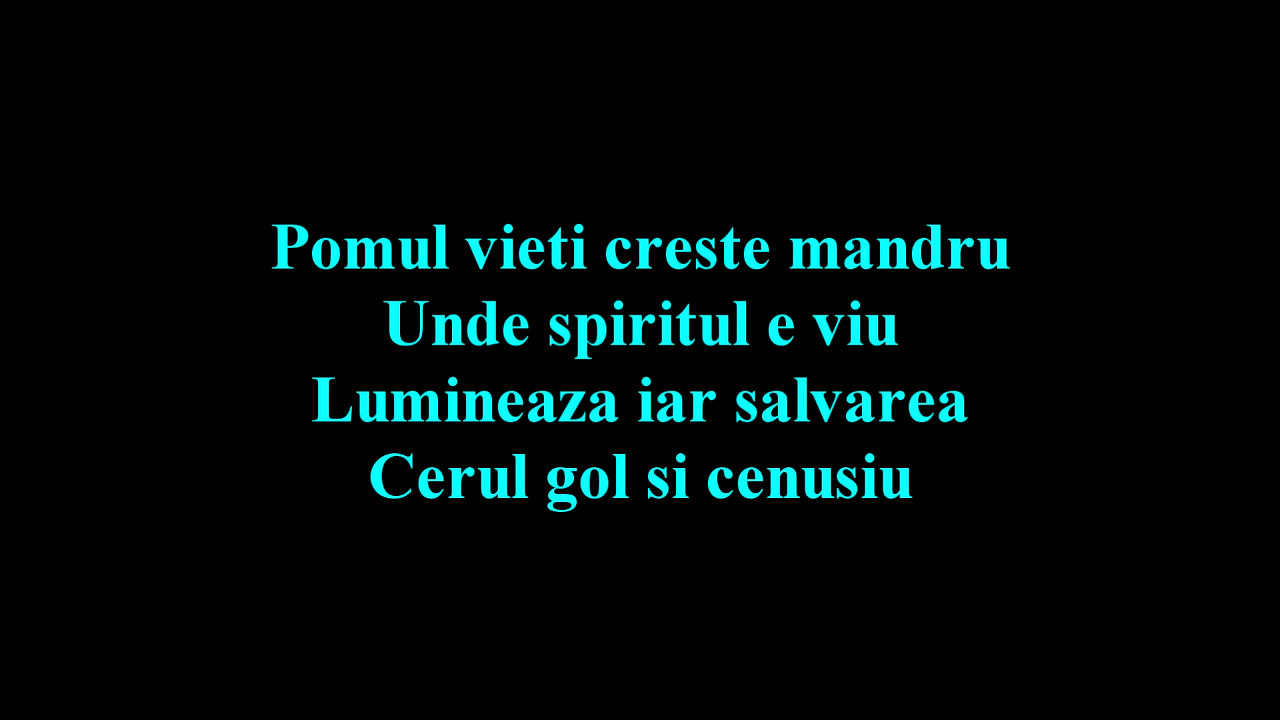 Pomul vieti creste mandru
Unde spiritul e viu
Lumineaza iar salvarea
Cerul gol si cenusiu